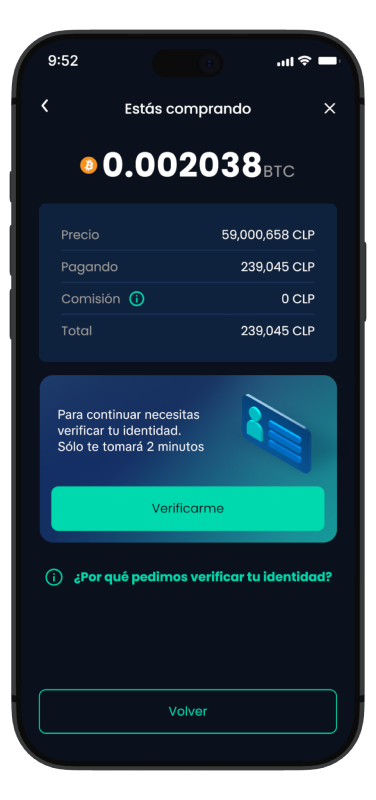 9:52
Estás comprando
0.002038 BTC
Precio 59,000,658 CLP
Pagando 239,045 CLP
Comisión 0 CLP
Total 239,045 CLP
Para continuar necesitas
verificar tu identidad.
Sólo te tomará 2 minutos
Verificarme
¿Por qué pedimos verificar tu identidad?
Volver